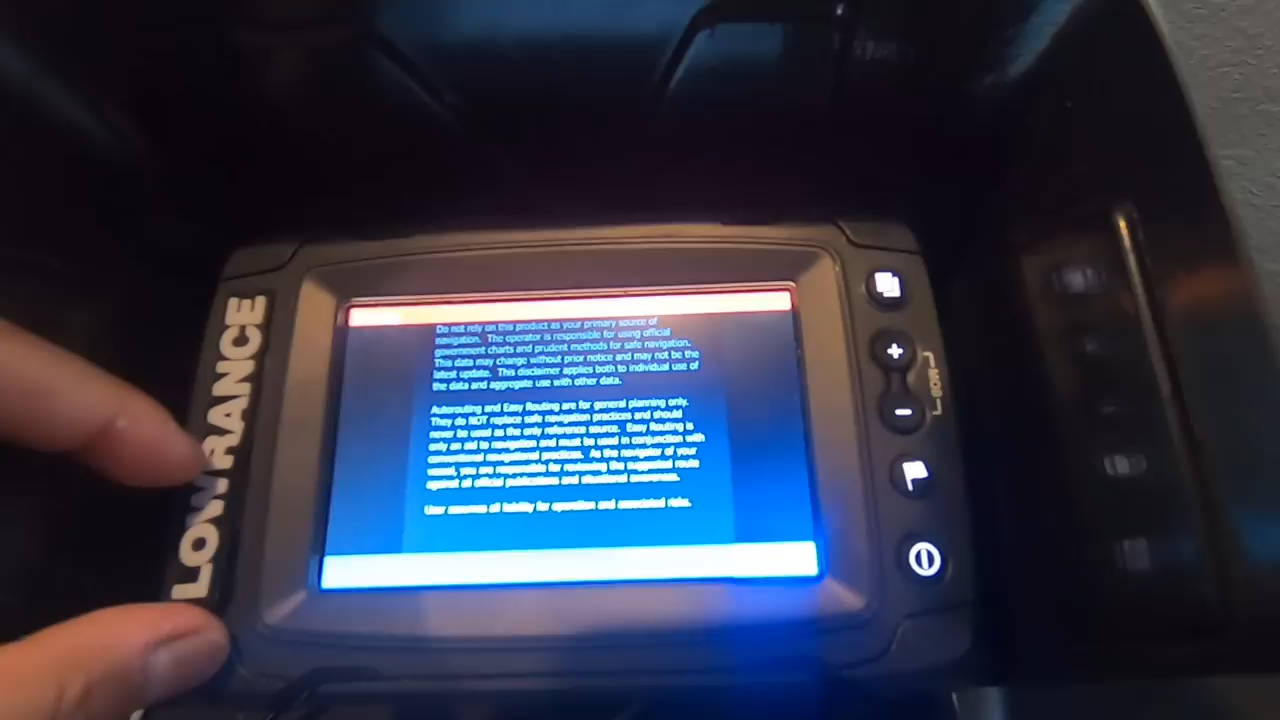 LOWRANCE
Do not rely on this product as your primary source of
navigation. The operator is responsible for using official
government charts and prudent methods for safe navigation.
This data may change without prior notice and may not be the
latest update. This disclaimer applies both to individual use of
the data and aggregate use with other data.
Autorouting and Easy Routing are for general planning only.
They do NOT replace safe navigation practices and should
never be used as the only reference source. Easy Routing is
only an aid to navigation and must be used in conjunction with
conventional navigational practices. As the navigator of your
vessel, you are responsible for reviewing the suggested route
against all official publications and situational awareness.
User assumes all liability for operation and associated risks.
+
MOB
-